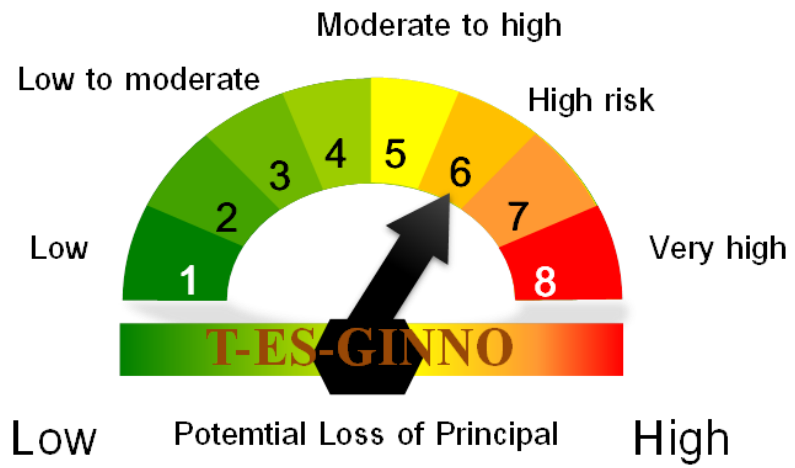 Moderate to high
Low to moderate
High risk
4
5
3
6
2
7
Low
Very high
1
8
T-ES-GINNO
Low
Potemtial Loss of Principal
High